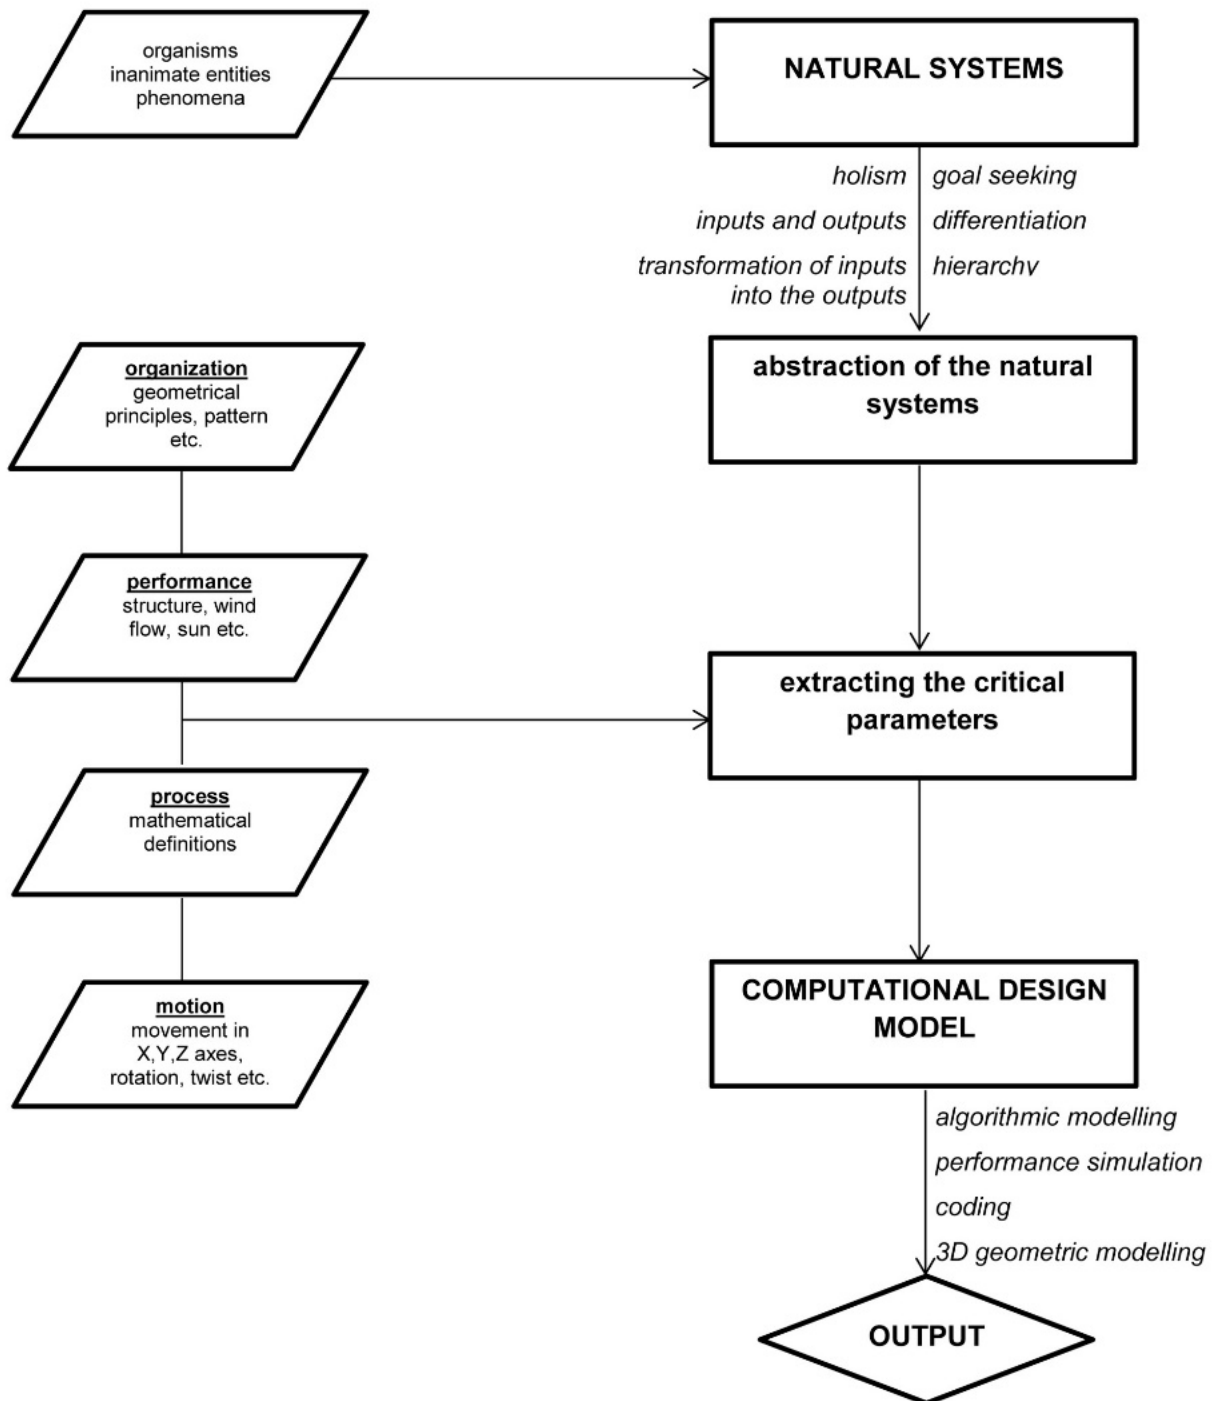 organisms
inanimate entities
phenomena
NATURAL SYSTEMS
holism
goal seeking
inputs and outputs
differentiation
transformation of inputs
into the outputs
hierarchy
organization
geometrical
principles, pattern
etc.
abstraction of the natural
systems
performance
structure, wind
flow, sun etc.
extracting the critical
parameters
process
mathematical
definitions
motion
movement in
X,Y,Z axes,
rotation, twist etc.
COMPUTATIONAL DESIGN
MODEL
algorithmic modelling
performance simulation
coding
3D geometric modelling
OUTPUT